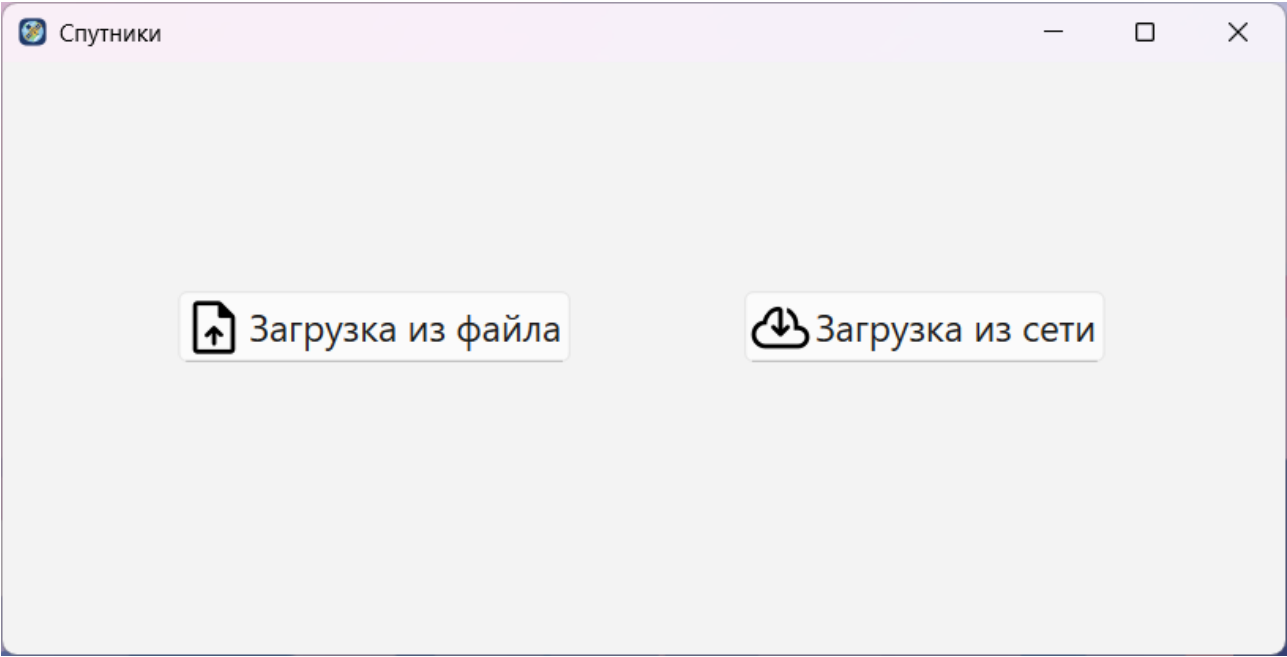 Спутники
Загрузка из файла
Загрузка из сети